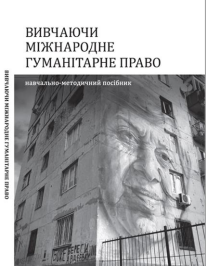 ВИВЧАЮЧИ
МІЖНАРОДНЕ
ГУМАНІТАРНЕ ПРАВО
навчально-методичний посібник
ВИВЧАЮЧИ МІЖНАРОДНЕ ГУМАНІТАРНЕ ПРАВО